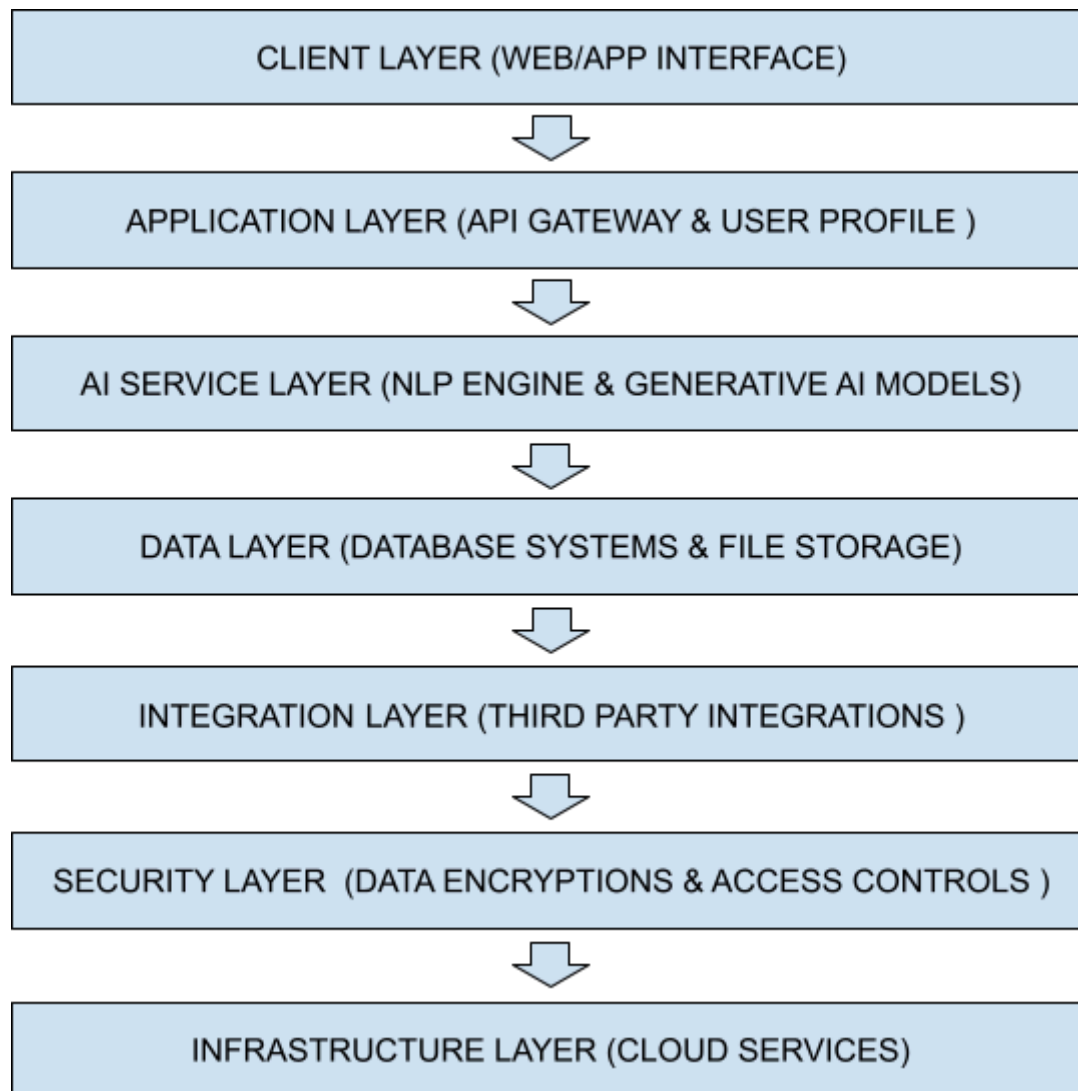 CLIENT LAYER (WEB/APP INTERFACE)
APPLICATION LAYER (API GATEWAY & USER PROFILE )
AI SERVICE LAYER (NLP ENGINE & GENERATIVE AI MODELS)
DATA LAYER (DATABASE SYSTEMS & FILE STORAGE)
INTEGRATION LAYER (THIRD PARTY INTEGRATIONS )
SECURITY LAYER  (DATA ENCRYPTIONS & ACCESS CONTROLS )
INFRASTRUCTURE LAYER (CLOUD SERVICES)